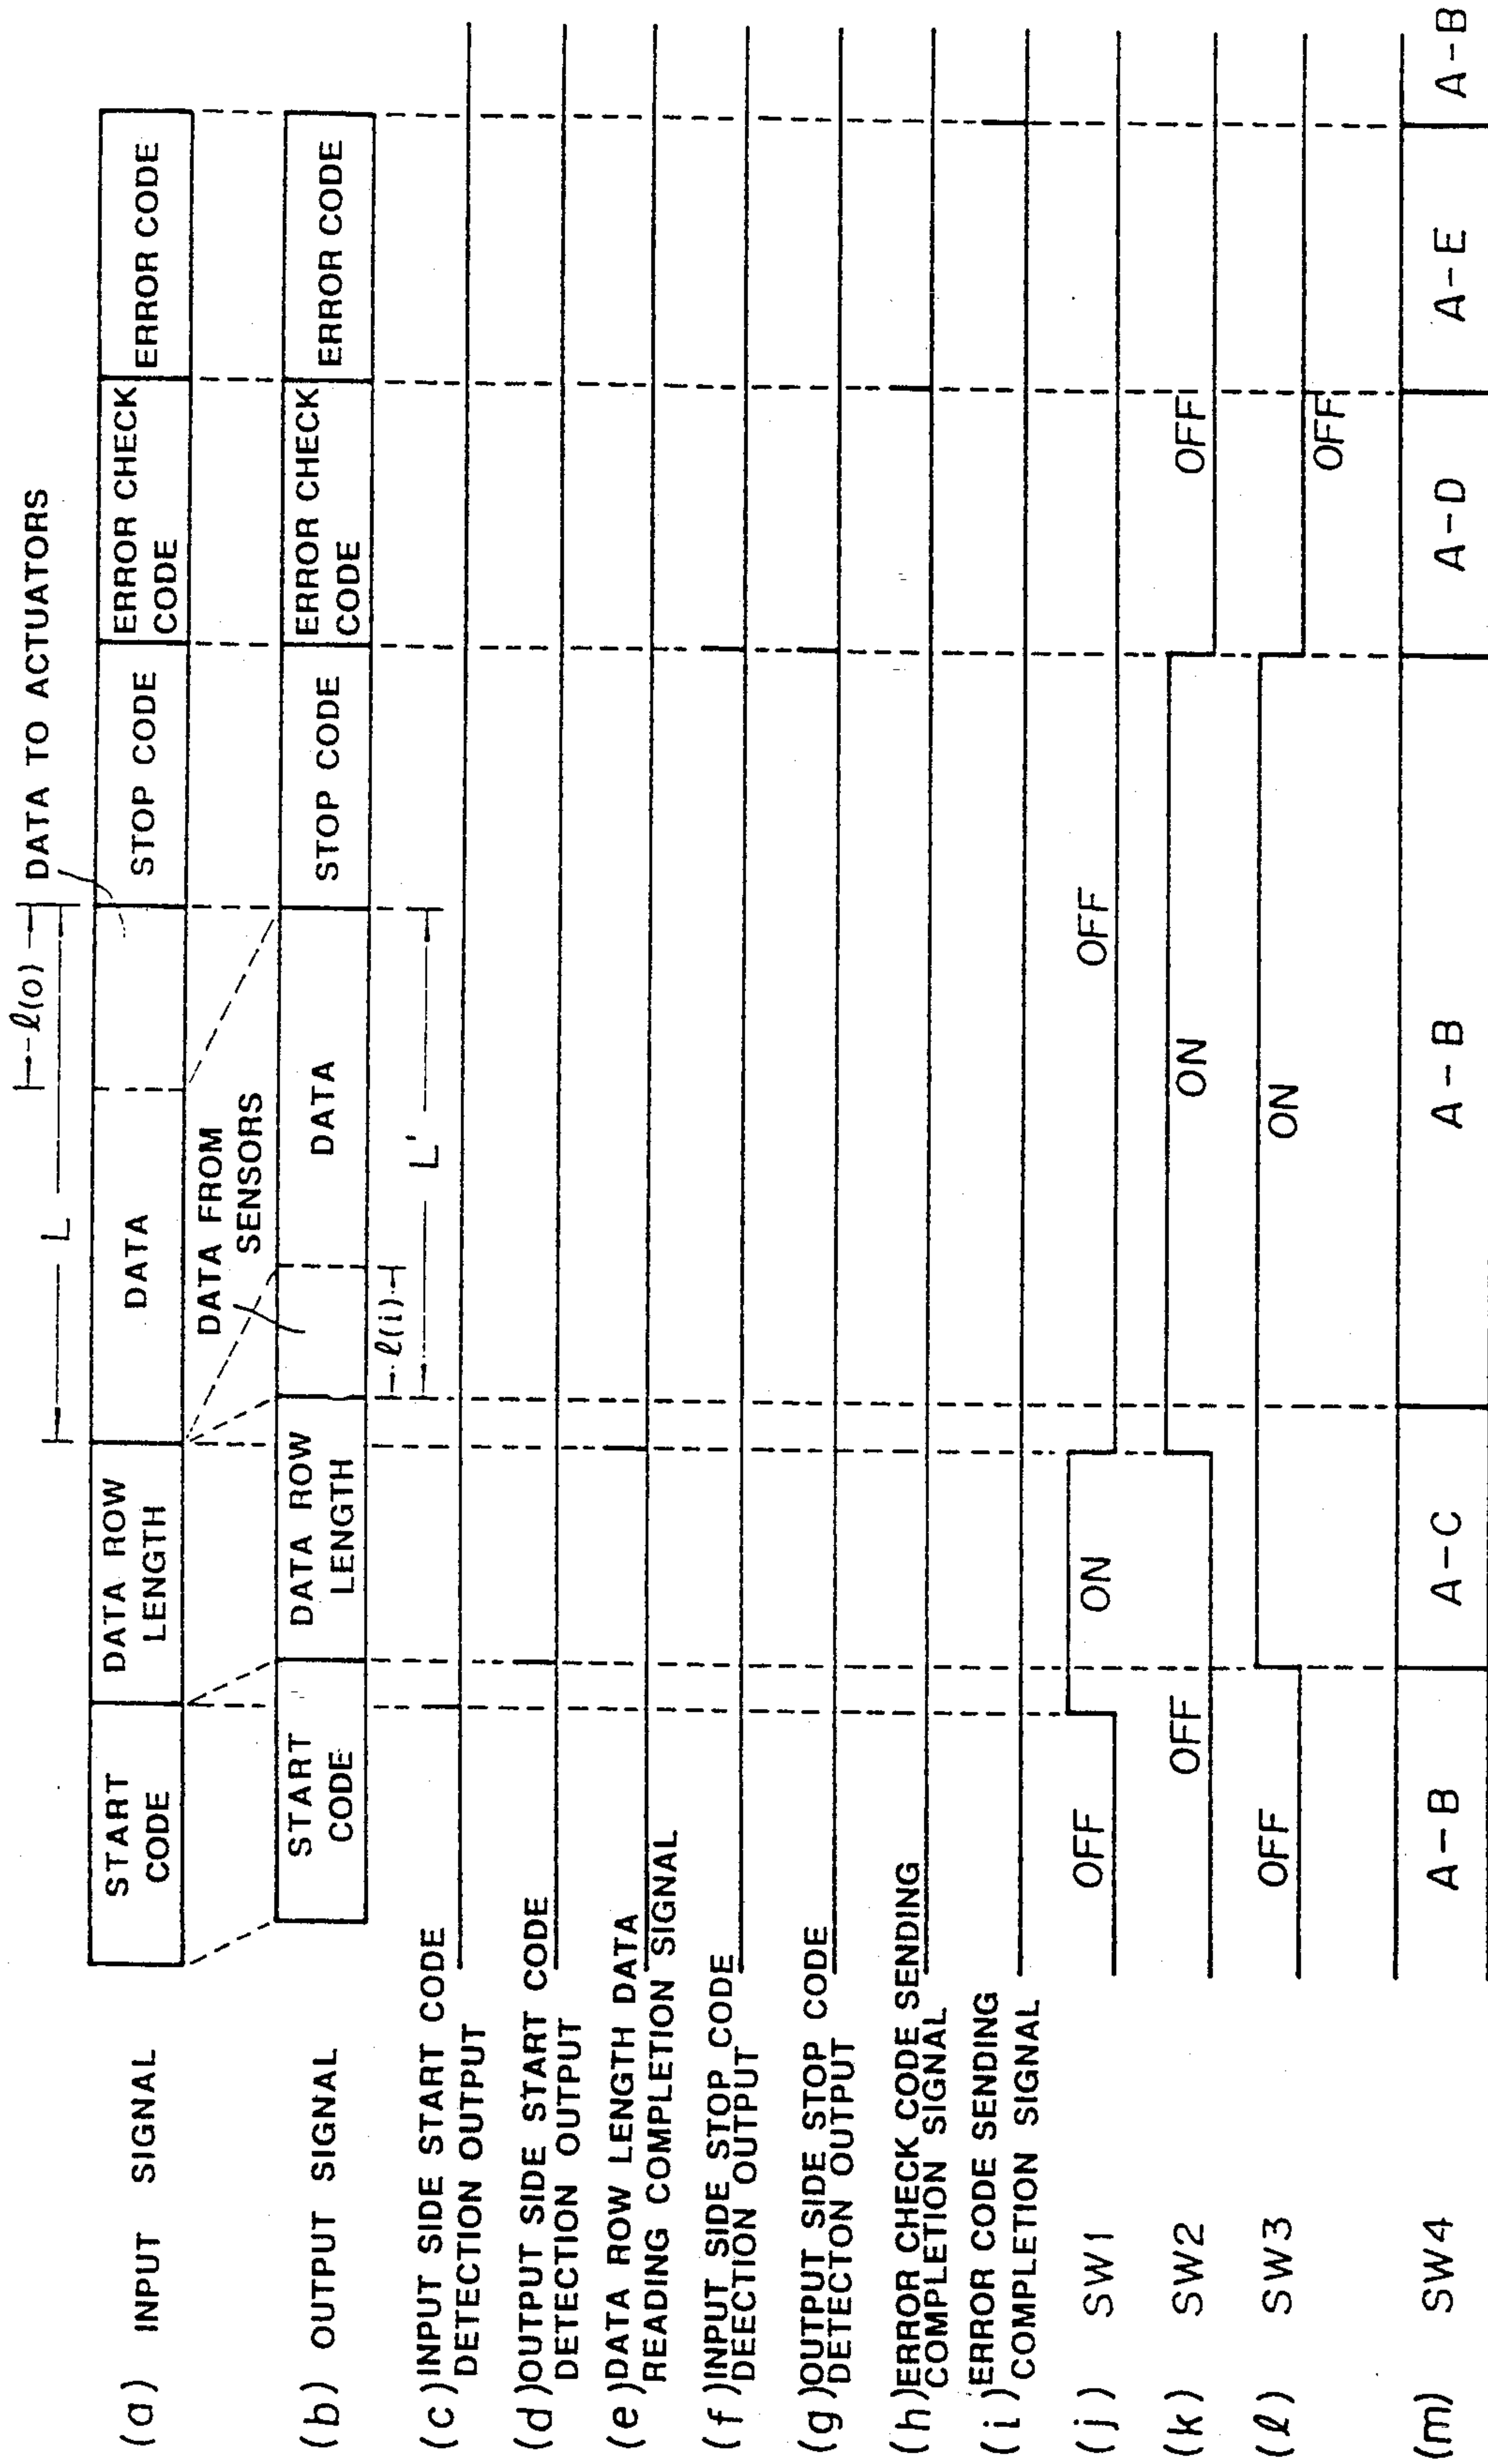 DATA TO ACTUATORS
ℓ(o)
L
(a) INPUT SIGNAL
START
CODE
DATA ROW
LENGTH
DATA
STOP CODE
ERROR CHECK
CODE
ERROR CODE
DATA FROM
SENSORS
(b) OUTPUT SIGNAL
START
CODE
DATA ROW
LENGTH
DATA
STOP CODE
ERROR CHECK
CODE
ERROR CODE
ℓ(i)
L'
(c) INPUT SIDE START CODE
DETECTION OUTPUT
(d) OUTPUT SIDE START CODE
DETECTION OUTPUT
(e) DATA ROW LENGTH DATA
READING COMPLETION SIGNAL
(f) INPUT SIDE STOP CODE
DEECTION OUTPUT
(g) OUTPUT SIDE STOP CODE
DETECTON OUTPUT
(h) ERROR CHECK CODE SENDING
COMPLETION SIGNAL
(i) ERROR CODE SENDING
COMPLETION SIGNAL
(j) SW1 OFF ON OFF
(k) SW2 OFF ON OFF
(ℓ) SW3 OFF ON OFF
(m) SW4 A-B A-C A-B A-D A-E A-B